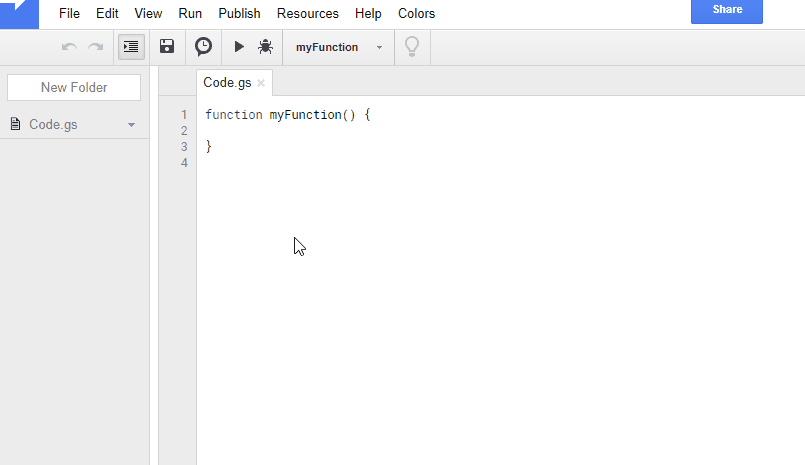 File Edit View Run Publish Resources Help Colors Share
myFunction
New Folder Code.gs ×
Code.gs
1 function myFunction() {
2
3 }
4